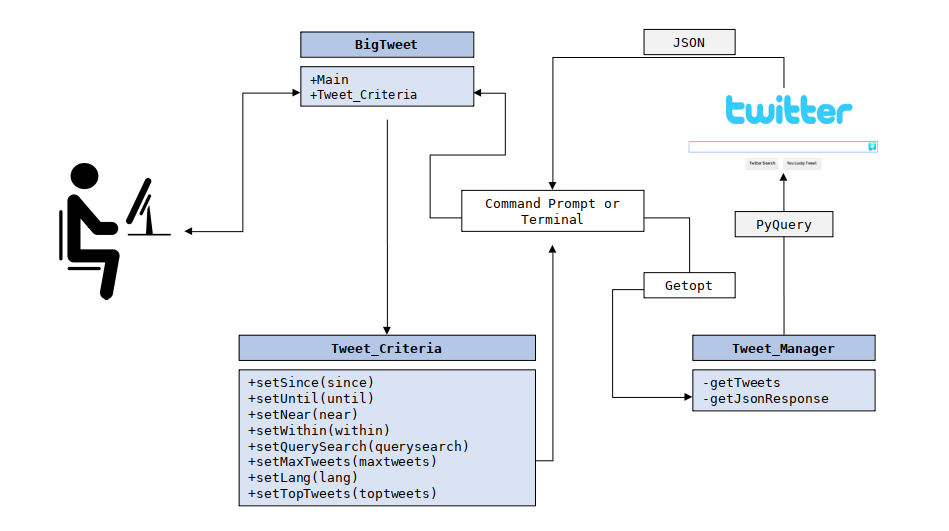 BigTweet
+Main
+Tweet_Criteria
JSON
twitter
Twitter Search
You Lucky Tweet
Command Prompt or
Terminal
PyQuery
Getopt
Tweet_Criteria
+setSince(since)
+setUntil(until)
+setNear(near)
+setWithin(within)
+setQuerySearch(querysearch)
+setMaxTweets(maxtweets)
+setLang(lang)
+setTopTweets(toptweets)
Tweet_Manager
-getTweets
-getJsonResponse